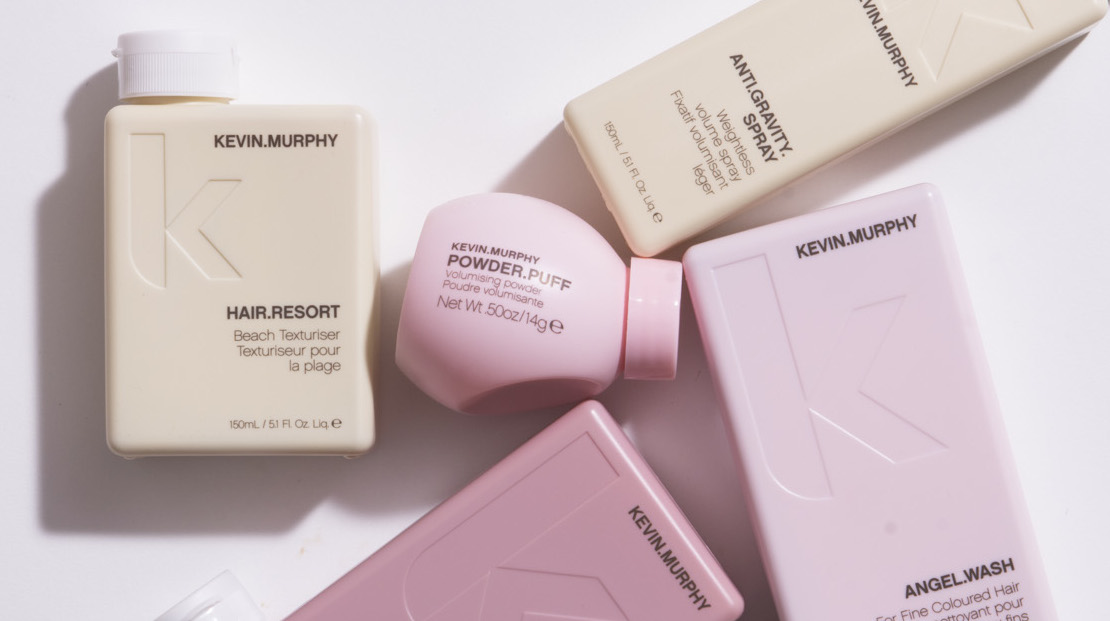 KEVIN.MURPHY
HAIR.RESORT
Beach Texturiser
Texturiseur pour
la plage
150mL / 5.1 Fl. Oz. Liq. e
KEVIN.MURPHY
POWDER.PUFF
volumising powder
Poudre volumisante
Net Wt .50oz/14g e
KEVIN.MURPHY
ANTI.GRAVITY.
SPRAY
Weightless
volume spray
Fixatif volumisant
léger
150mL / 5.1 Fl. Oz. Liq. e
KEVIN.MURPHY
KEVIN.MURPHY
ANGEL.WASH
For Fine Coloured Hair
pour
fins